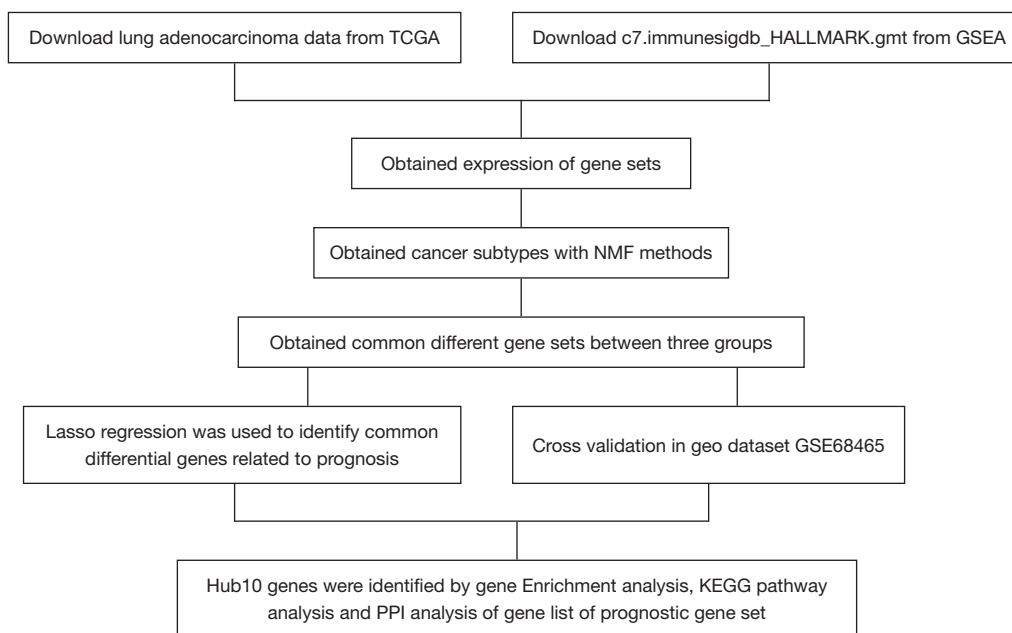 Download lung adenocarcinoma data from TCGA
Download c7.immunesigdb_HALLMARK.gmt from GSEA
Obtained expression of gene sets
Obtained cancer subtypes with NMF methods
Obtained common different gene sets between three groups
Lasso regression was used to identify common
differential genes related to prognosis
Cross validation in geo dataset GSE68465
Hub10 genes were identified by gene Enrichment analysis, KEGG pathway
analysis and PPI analysis of gene list of prognostic gene set